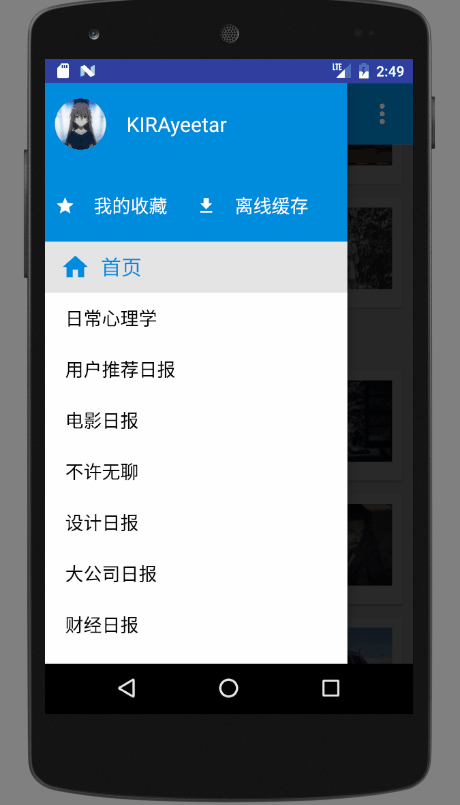 LTE 2:49
KIRAyeetar
我的收藏 离线缓存
首页
日常心理学
用户推荐日报
电影日报
不许无聊
设计日报
大公司日报
财经日报